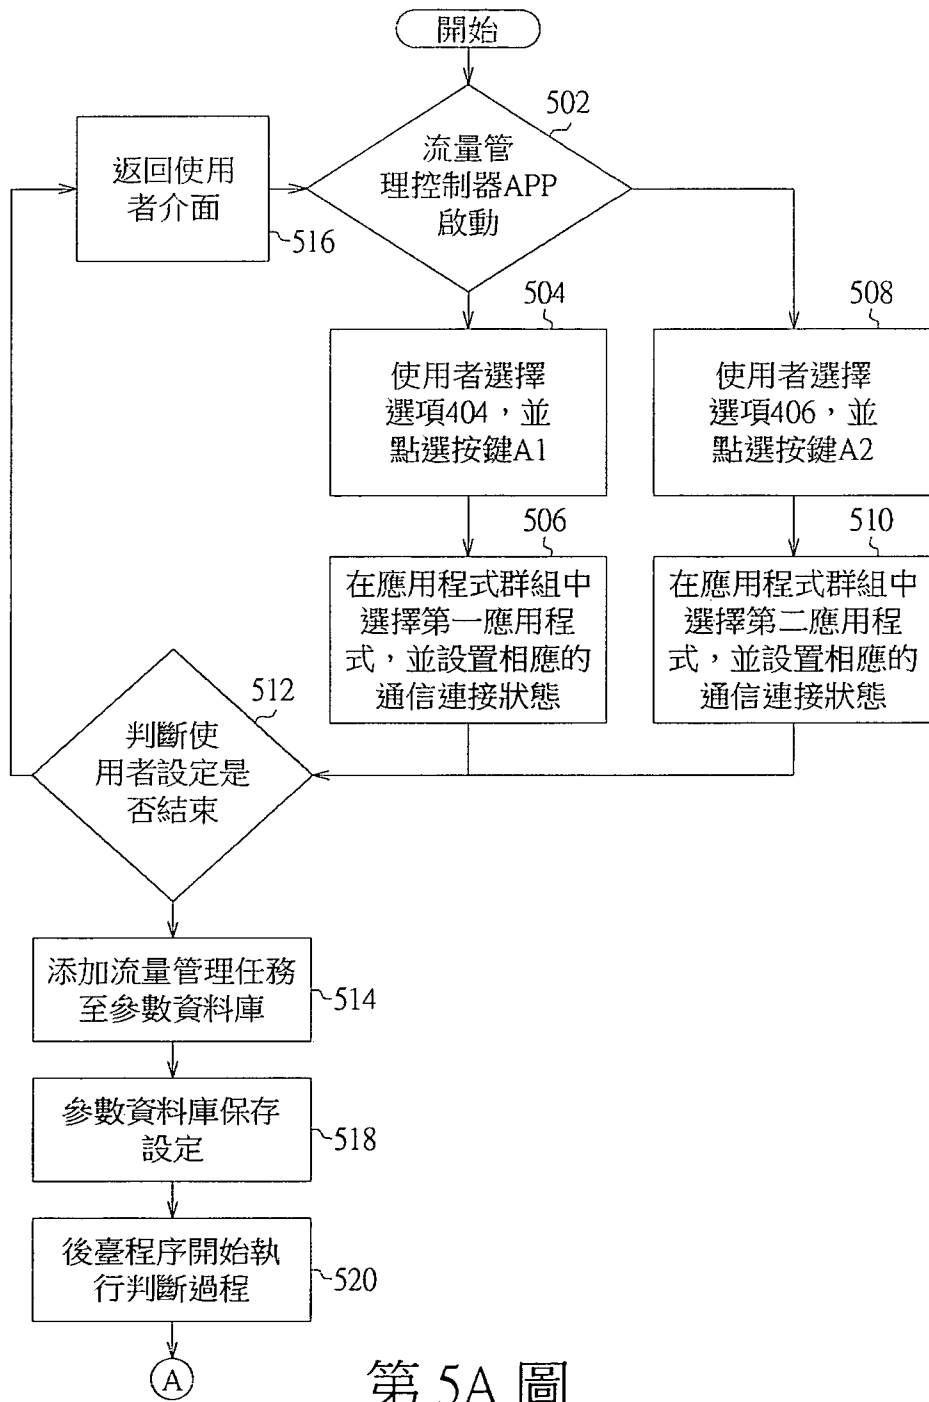 開始
502
流量管
理控制器APP
啟動
返回使用
者介面
516
504
使用者選擇
選項404，並
點選按鍵A1
508
使用者選擇
選項406，並
點選按鍵A2
506
在應用程式群組中
選擇第一應用程
式，並設置相應的
通信連接狀態
510
在應用程式群組中
選擇第二應用程
式，並設置相應的
通信連接狀態
512
判斷使
用者設定是
否結束
添加流量管理任務
至參數資料庫
514
參數資料庫保存
設定
518
後臺程序開始執
行判斷過程
520
A
第 5A 圖